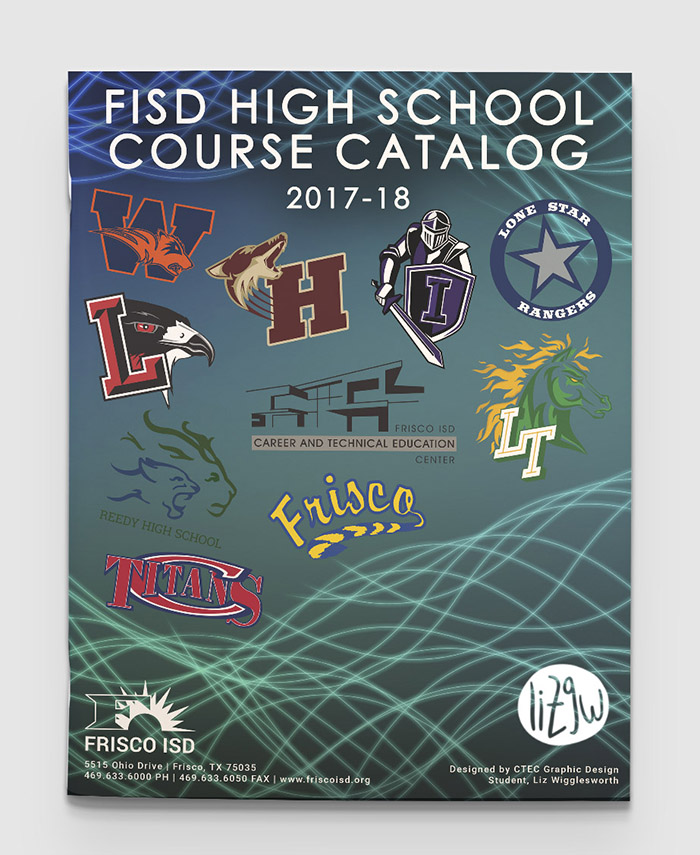 FISD HIGH SCHOOL
COURSE CATALOG
2017-18
W
H
I
LONE STAR
RANGERS
L
FRISCO ISD
CAREER AND TECHNICAL EDUCATION
CENTER
LT
REEDY HIGH SCHOOL
Frisco
TITANS
C
F
FRISCO ISD
5515 Ohio Drive | Frisco, TX 75035
469.633.6000 PH | 469.633.6050 FAX | www.friscoisd.org
lizgw
Designed by CTEC Graphic Design
Student, Liz Wigglesworth